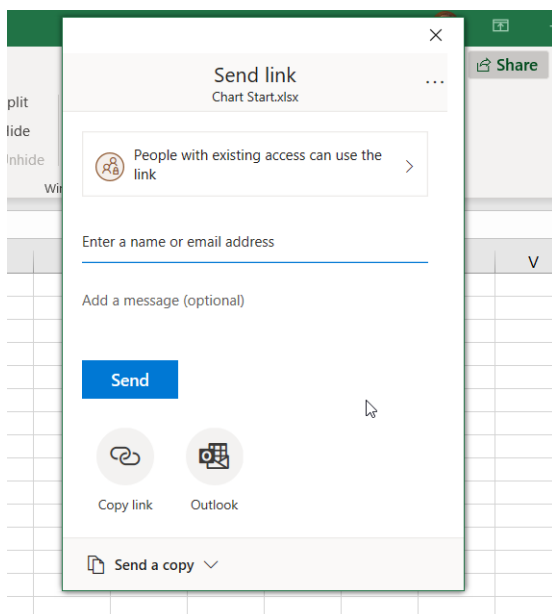 Send link
Chart Start.xlsx
...
Share
plit
lide
Unhide
People with existing access can use the
link
Enter a name or email address
V
Add a message (optional)
Send
Copy link Outlook
Send a copy